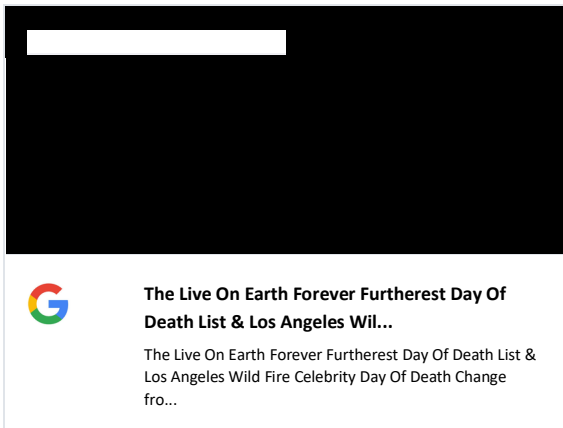 The Live On Earth Forever Furtherest Day Of
Death List & Los Angeles Wil...
The Live On Earth Forever Furtherest Day Of Death List &
Los Angeles Wild Fire Celebrity Day Of Death Change
fro...